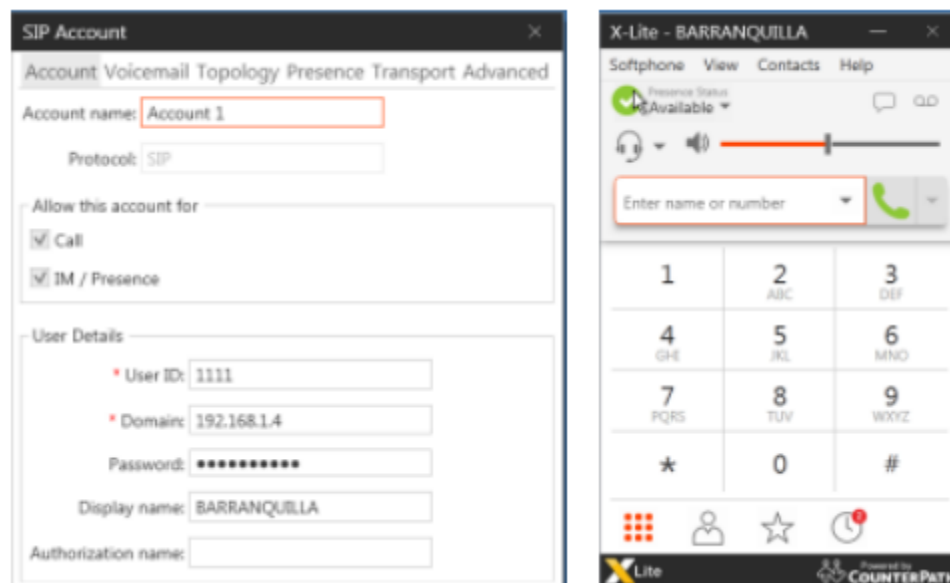 SIP Account
Account Voicemail Topology Presence Transport Advanced
Account name: Account 1
Protocol: SIP
Allow this account for
Call
IM / Presence
User Details
* User ID: 1111
* Domain: 192.168.1.4
Password: ●●●●●●●●●●
Display name: BARRANQUILLA
Authorization name:
X-Lite - BARRANQUILLA
Softphone View Contacts Help
Presence Status
Available
Enter name or number
1 2 3
ABC DEF
4 5 6
GHI JKL MNO
7 8 9
PQRS TUV WXYZ
* 0 #
2
X Lite
Powered by
COUNTERPATH